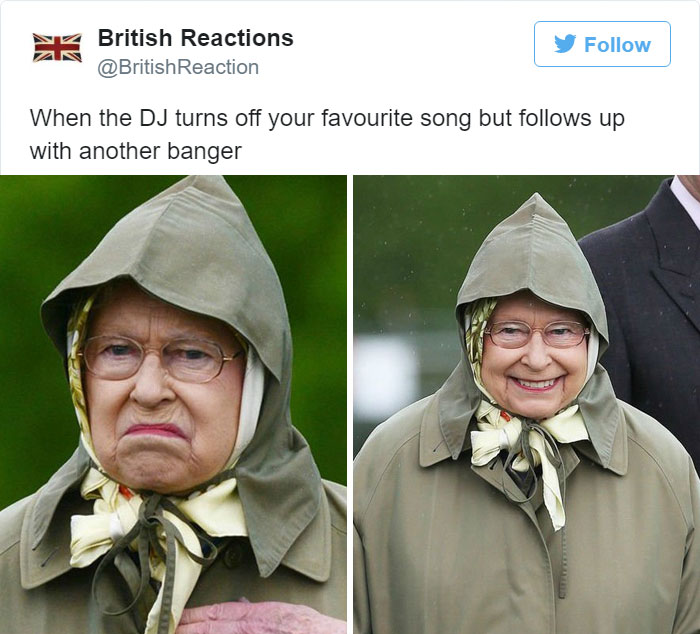 British Reactions
@BritishReaction
Follow
When the DJ turns off your favourite song but follows up
with another banger